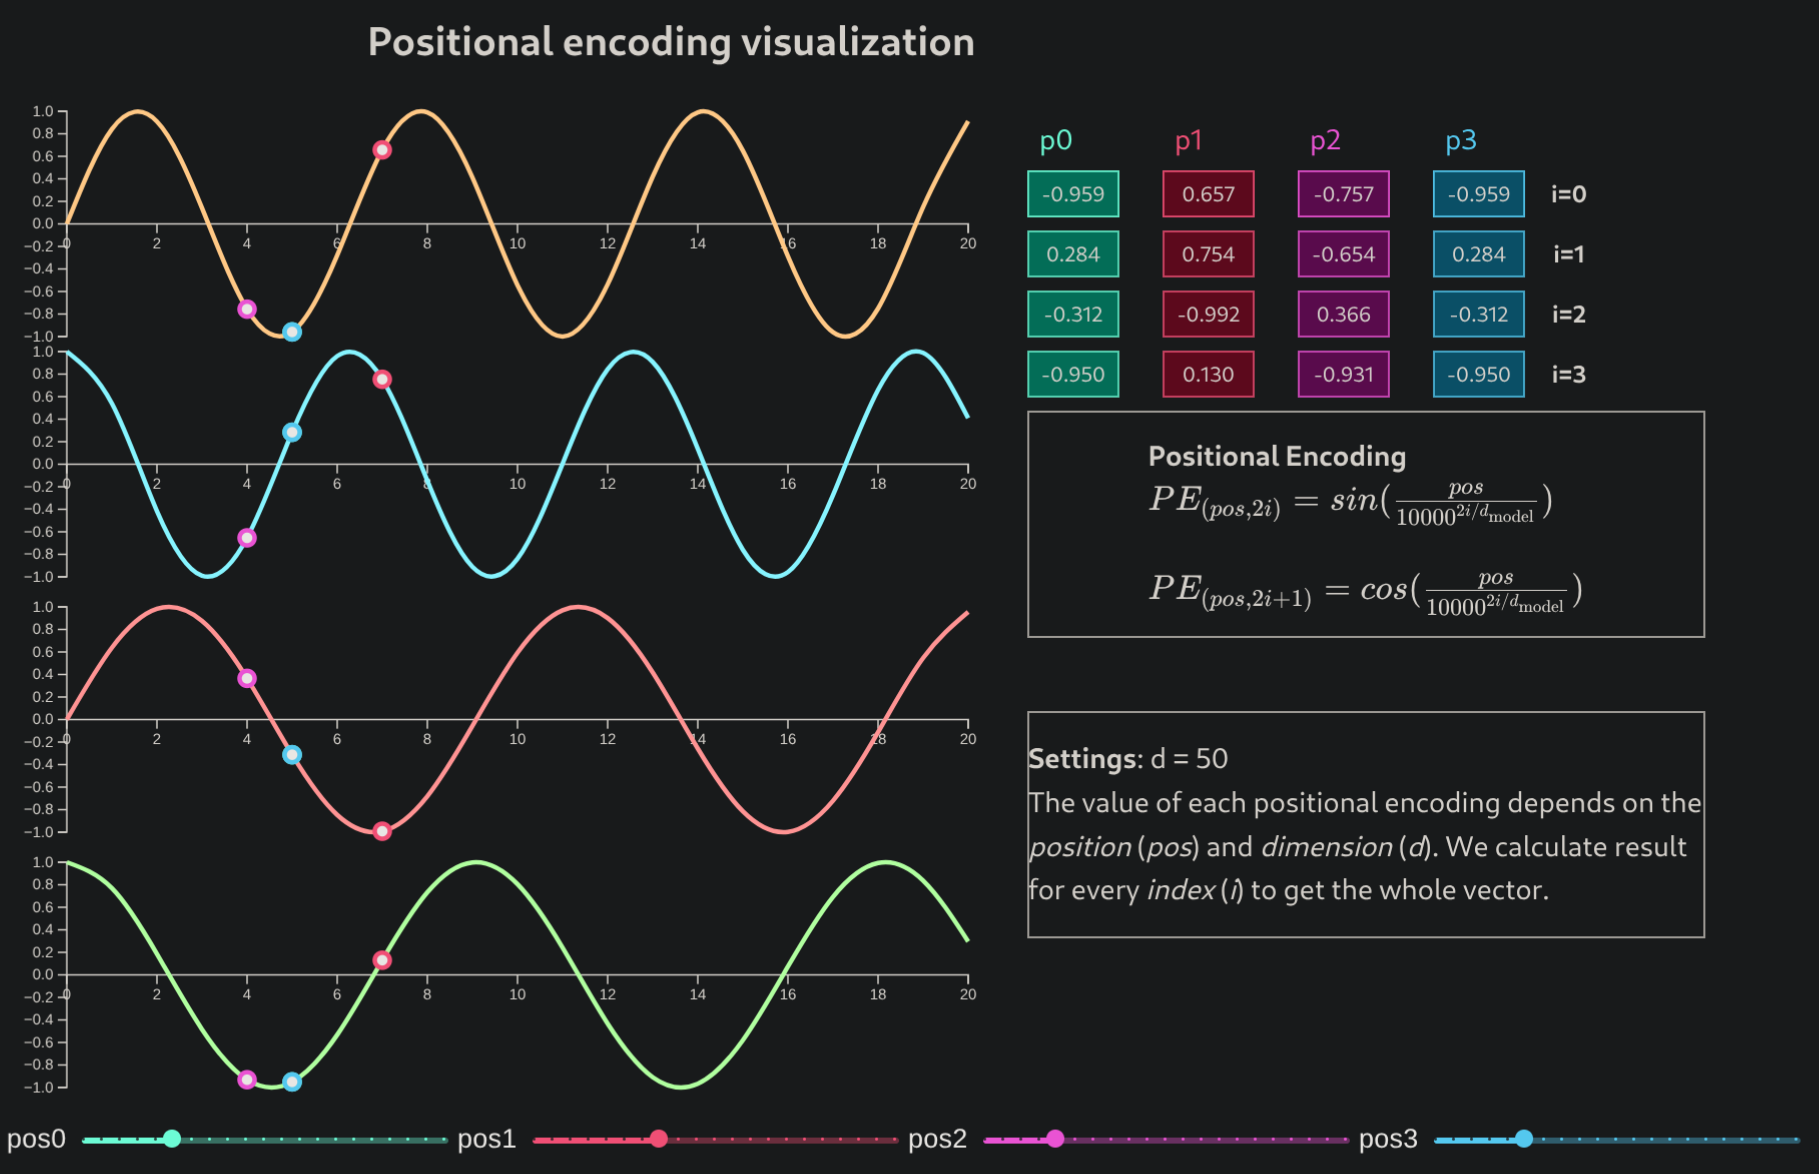 Positional encoding visualization
1.0
0.8
0.6
0.4
0.2
0.0
−0.2
−0.4
−0.6
−0.8
−1.0
0 2 4 6 8 10 12 14 16 18 20
1.0
0.8
0.6
0.4
0.2
0.0
−0.2
−0.4
−0.6
−0.8
−1.0
0 2 4 6 8 10 12 14 16 18 20
1.0
0.8
0.6
0.4
0.2
0.0
−0.2
−0.4
−0.6
−0.8
−1.0
0 2 4 6 8 10 12 14 16 18 20
1.0
0.8
0.6
0.4
0.2
0.0
−0.2
−0.4
−0.6
−0.8
−1.0
0 2 4 6 8 10 12 14 16 18 20
p0 p1 p2 p3
-0.959 0.657 -0.757 -0.959 i=0
0.284 0.754 -0.654 0.284 i=1
-0.312 -0.992 0.366 -0.312 i=2
-0.950 0.130 -0.931 -0.950 i=3
Positional Encoding
PE_(pos,2i) = sin(pos / 10000^{2i/d_model})
PE_(pos,2i+1) = cos(pos / 10000^{2i/d_model})
Settings: d = 50
The value of each positional encoding depends on the
position (pos) and dimension (d). We calculate result
for every index (i) to get the whole vector.
pos0 pos1 pos2 pos3